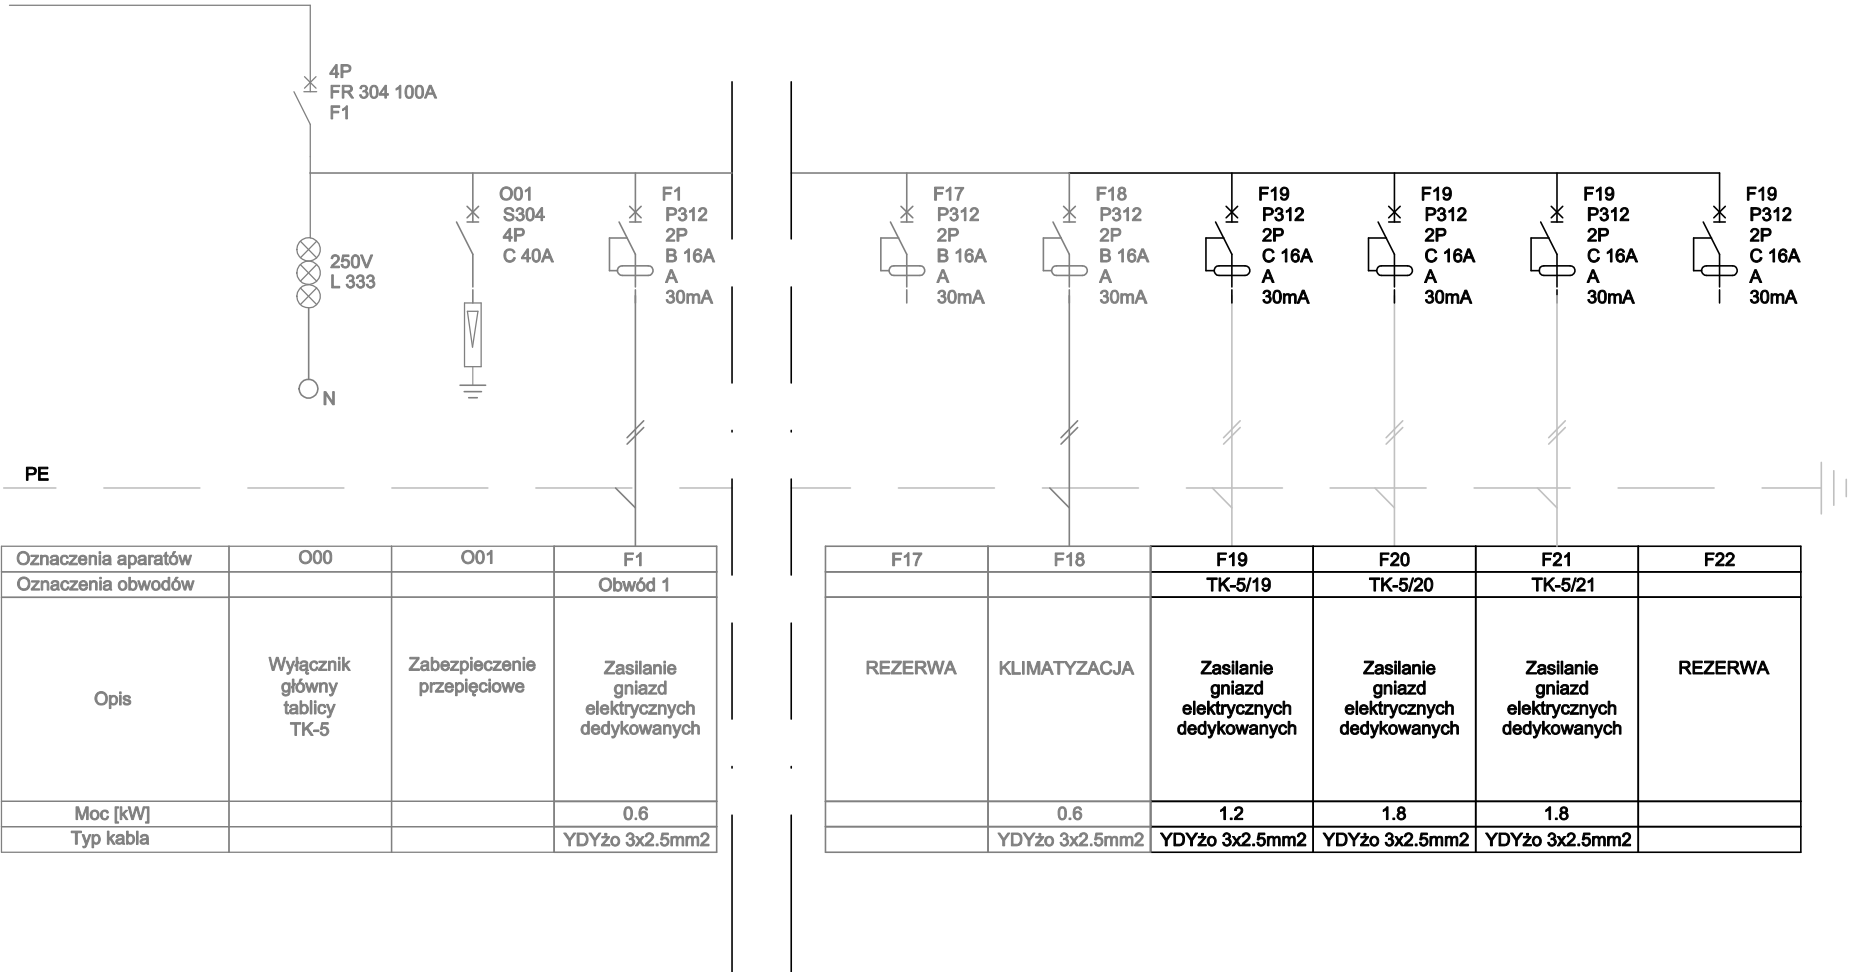 4P
FR 304 100A
F1
250V
L 333
N
O01
S304
4P
C 40A
F1
P312
2P
B 16A
A
30mA
F17
P312
2P
B 16A
A
30mA
F18
P312
2P
B 16A
A
30mA
F19
P312
2P
C 16A
A
30mA
F19
P312
2P
C 16A
A
30mA
F19
P312
2P
C 16A
A
30mA
F19
P312
2P
C 16A
A
30mA
PE
Oznaczenia aparatów O00 O01 F1 F17 F18 F19 F20 F21 F22
Oznaczenia obwodów Obwód 1 TK-5/19 TK-5/20 TK-5/21
Opis
Wyłącznik
główny
tablicy
TK-5
Zabezpieczenie
przepięciowe
Zasilanie
gniazd
elektrycznych
dedykowanych
REZERWA
KLIMATYZACJA
Zasilanie
gniazd
elektrycznych
dedykowanych
Zasilanie
gniazd
elektrycznych
dedykowanych
Zasilanie
gniazd
elektrycznych
dedykowanych
REZERWA
Moc [kW] 0.6 0.6 1.2 1.8 1.8
Typ kabla YDYżo 3x2.5mm2 YDYżo 3x2.5mm2 YDYżo 3x2.5mm2 YDYżo 3x2.5mm2 YDYżo 3x2.5mm2